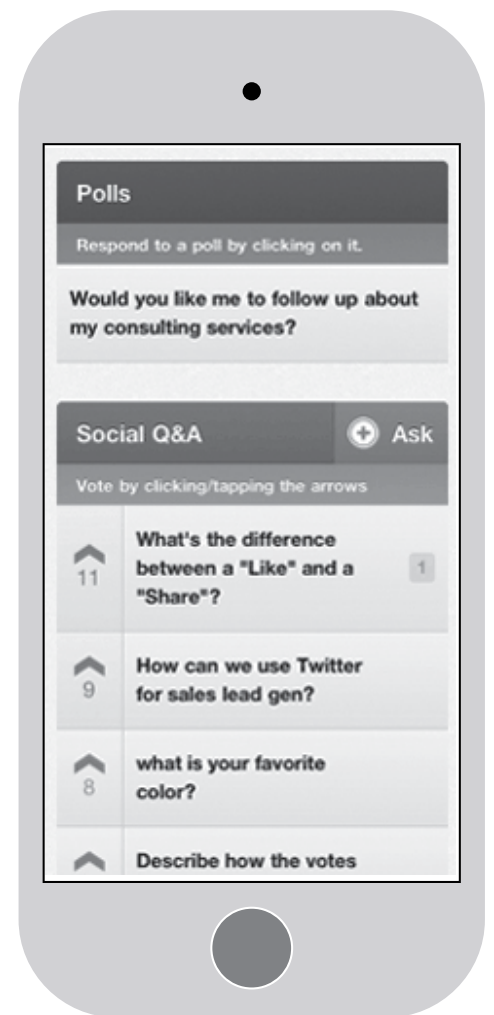 Polls
Respond to a poll by clicking on it.
Would you like me to follow up about
my consulting services?
Social Q&A
Ask
Vote by clicking/tapping the arrows
What's the difference
between a "Like" and a
"Share"?
11
1
How can we use Twitter
for sales lead gen?
9
what is your favorite
color?
8
Describe how the votes